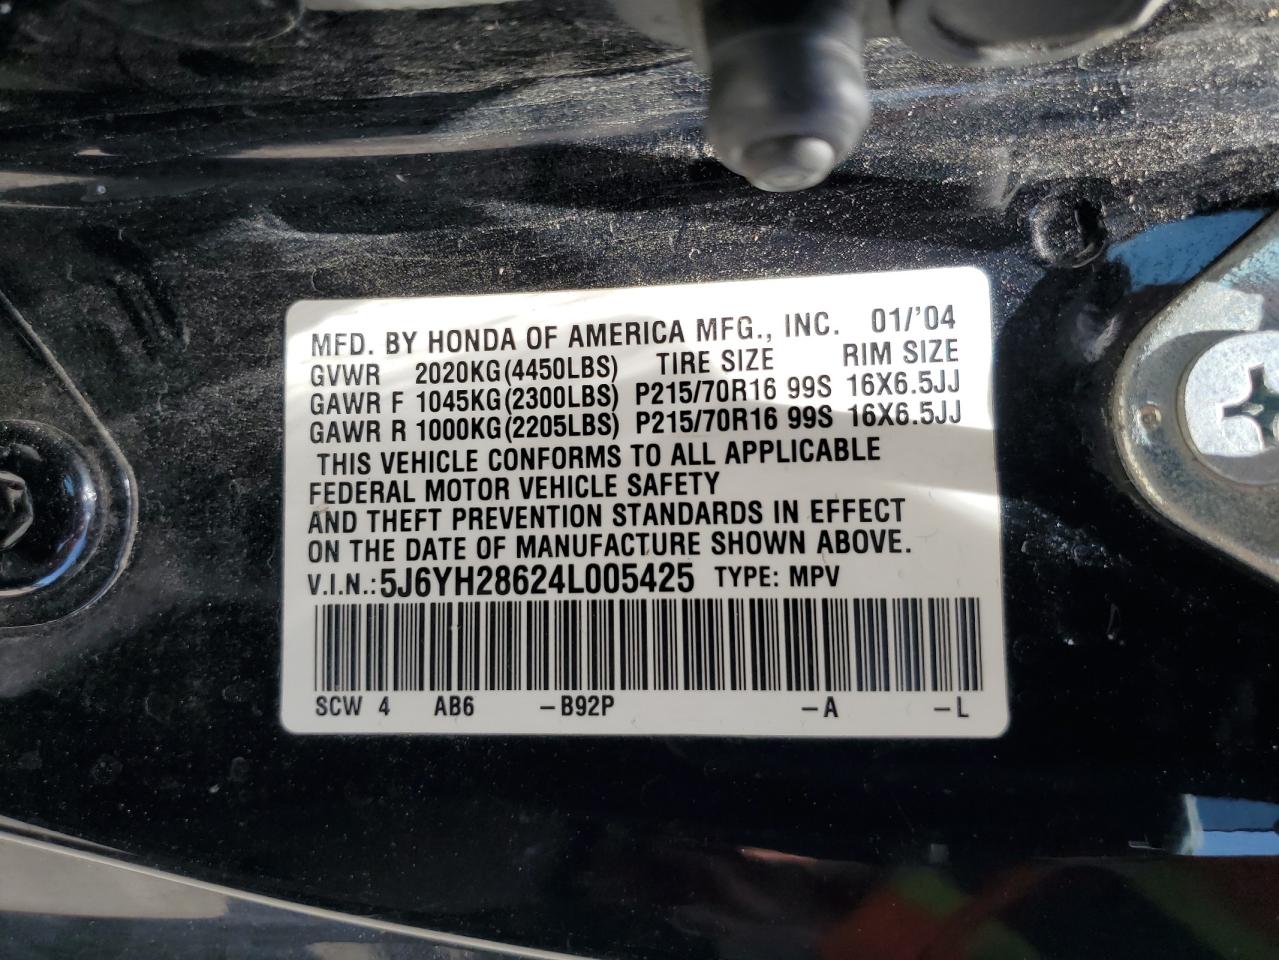 MFD. BY HONDA OF AMERICA MFG., INC. 01/'04
GVWR 2020KG(4450LBS) TIRE SIZE RIM SIZE
GAWR F 1045KG(2300LBS) P215/70R16 99S 16X6.5JJ
GAWR R 1000KG(2205LBS) P215/70R16 99S 16X6.5JJ
THIS VEHICLE CONFORMS TO ALL APPLICABLE
FEDERAL MOTOR VEHICLE SAFETY
AND THEFT PREVENTION STANDARDS IN EFFECT
ON THE DATE OF MANUFACTURE SHOWN ABOVE.
V.I.N.: 5J6YH28624L005425 TYPE: MPV
SCW 4 AB6 -B92P -A -L